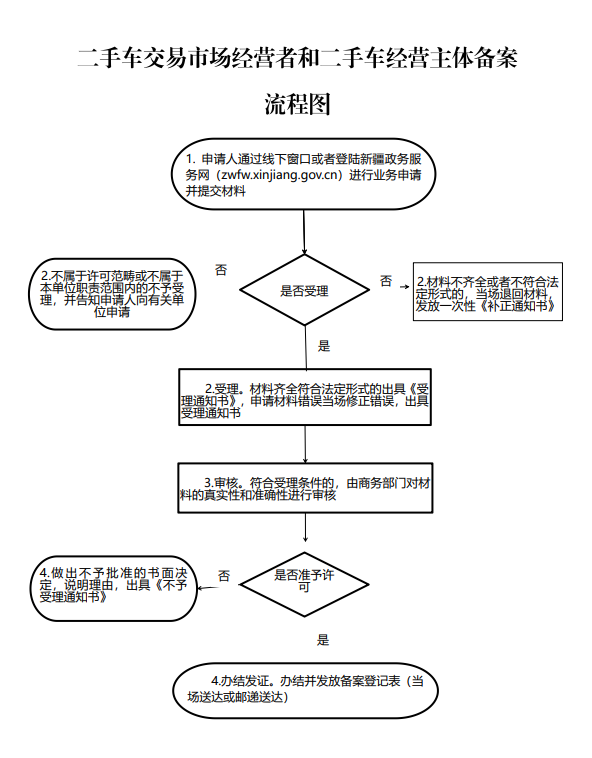 二手车交易市场经营者和二手车经营主体备案
流程图
1. 申请人通过线下窗口或者登陆新疆政务服
务网（zwfw.xinjiang.gov.cn）进行业务申请
并提交材料
否
2.不属于许可范畴或不属于
本单位职责范围内的不予受
理，并告知申请人向有关单
位申请
是否受理
否
2.材料不齐全或者不符合法
定形式的，当场退回材料，
发放一次性《补正通知书》
是
2.受理。材料齐全符合法定形式的出具《受
理通知书》，申请材料错误当场修正错误，出具
受理通知书
3.审核。符合受理条件的，由商务部门对材
料的真实性和准确性进行审核
4.做出不予批准的书面决
定，说明理由，出具《不予
受理通知书》
否
是否准予许
可
是
4.办结发证。办结并发放备案登记表（当
场送达或邮递送达）